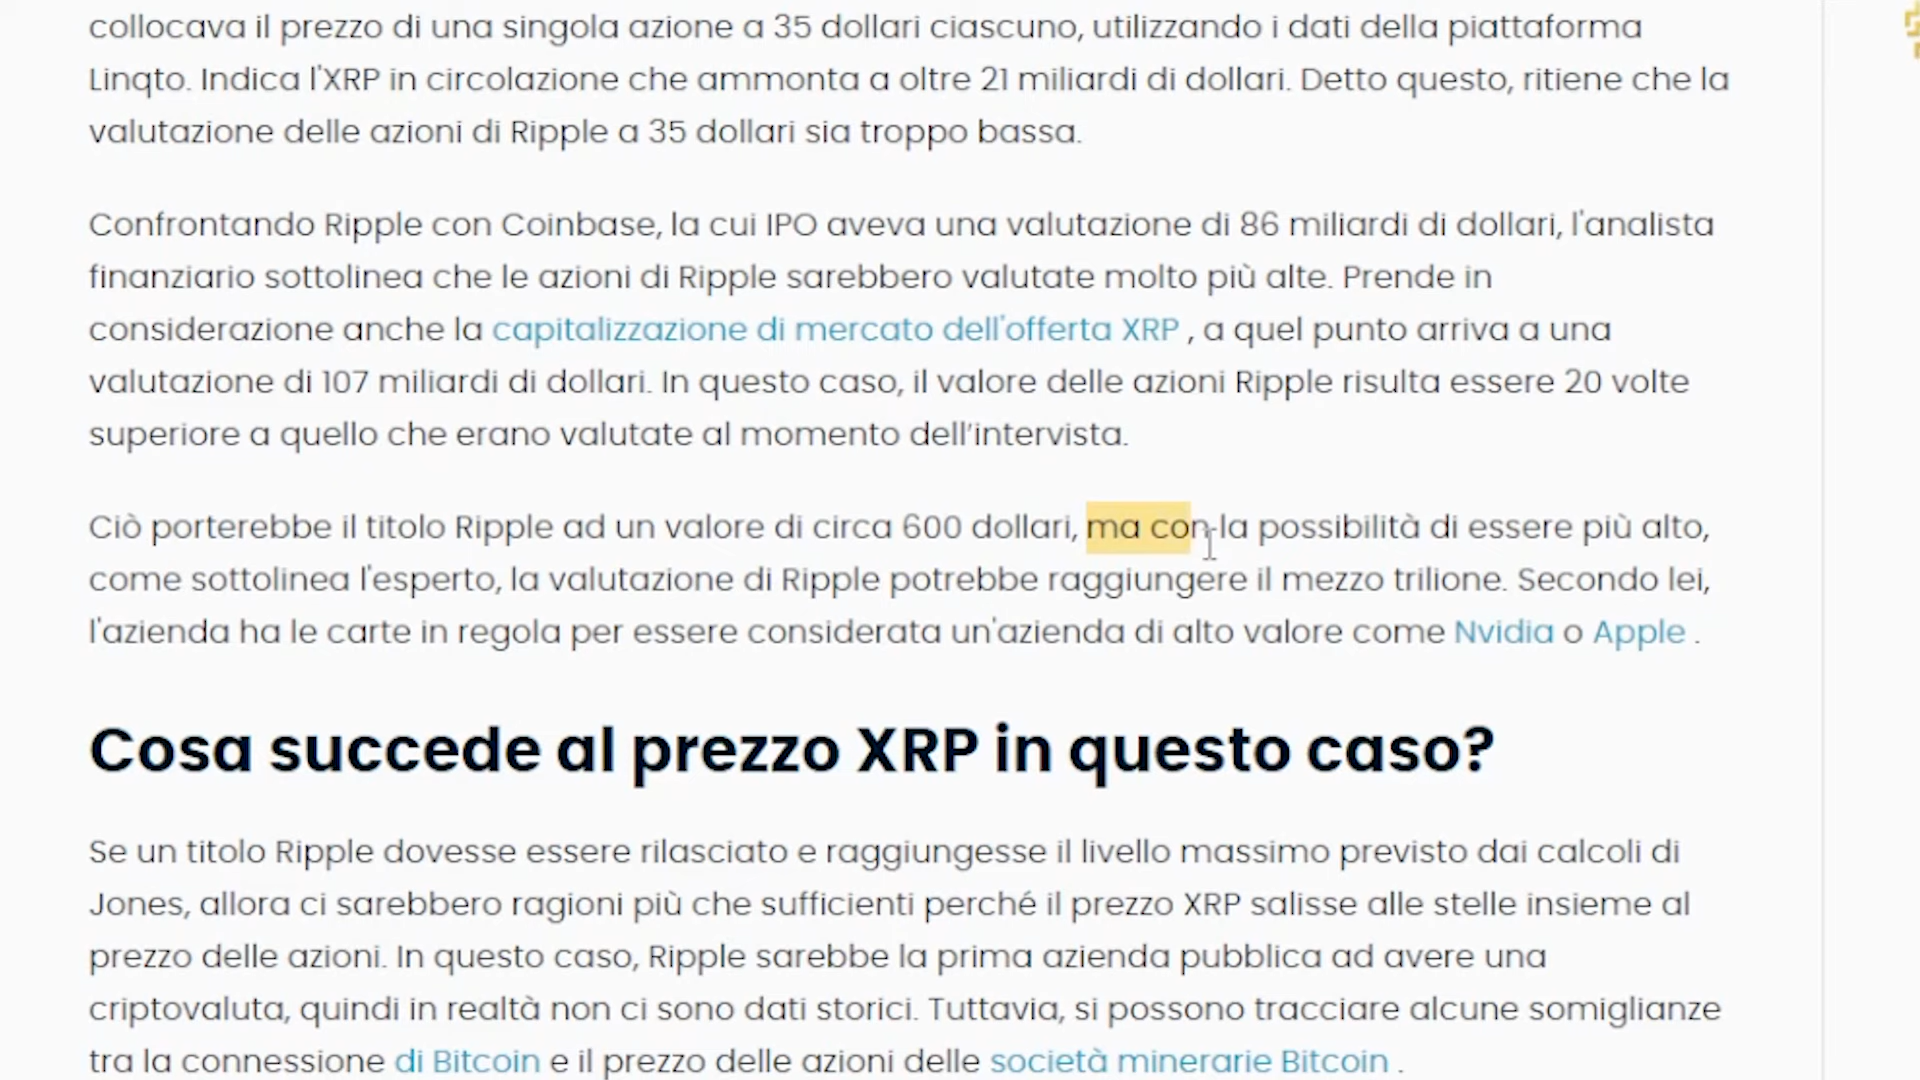 collocava il prezzo di una singola azione a 35 dollari ciascuno, utilizzando i dati della piattaforma
Linqto. Indica l'XRP in circolazione che ammonta a oltre 21 miliardi di dollari. Detto questo, ritiene che la
valutazione delle azioni di Ripple a 35 dollari sia troppo bassa.
Confrontando Ripple con Coinbase, la cui IPO aveva una valutazione di 86 miliardi di dollari, l'analista
finanziario sottolinea che le azioni di Ripple sarebbero valutate molto più alte. Prende in
considerazione anche la capitalizzazione di mercato dell'offerta XRP , a quel punto arriva a una
valutazione di 107 miliardi di dollari. In questo caso, il valore delle azioni Ripple risulta essere 20 volte
superiore a quello che erano valutate al momento dell'intervista.
Ciò porterebbe il titolo Ripple ad un valore di circa 600 dollari, ma con la possibilità di essere più alto,
come sottolinea l'esperto, la valutazione di Ripple potrebbe raggiungere il mezzo trilione. Secondo lei,
l'azienda ha le carte in regola per essere considerata un'azienda di alto valore come Nvidia o Apple .
Cosa succede al prezzo XRP in questo caso?
Se un titolo Ripple dovesse essere rilasciato e raggiungesse il livello massimo previsto dai calcoli di
Jones, allora ci sarebbero ragioni più che sufficienti perché il prezzo XRP salisse alle stelle insieme al
prezzo delle azioni. In questo caso, Ripple sarebbe la prima azienda pubblica ad avere una
criptovaluta, quindi in realtà non ci sono dati storici. Tuttavia, si possono tracciare alcune somiglianze
tra la connessione di Bitcoin e il prezzo delle azioni delle società minerarie Bitcoin .